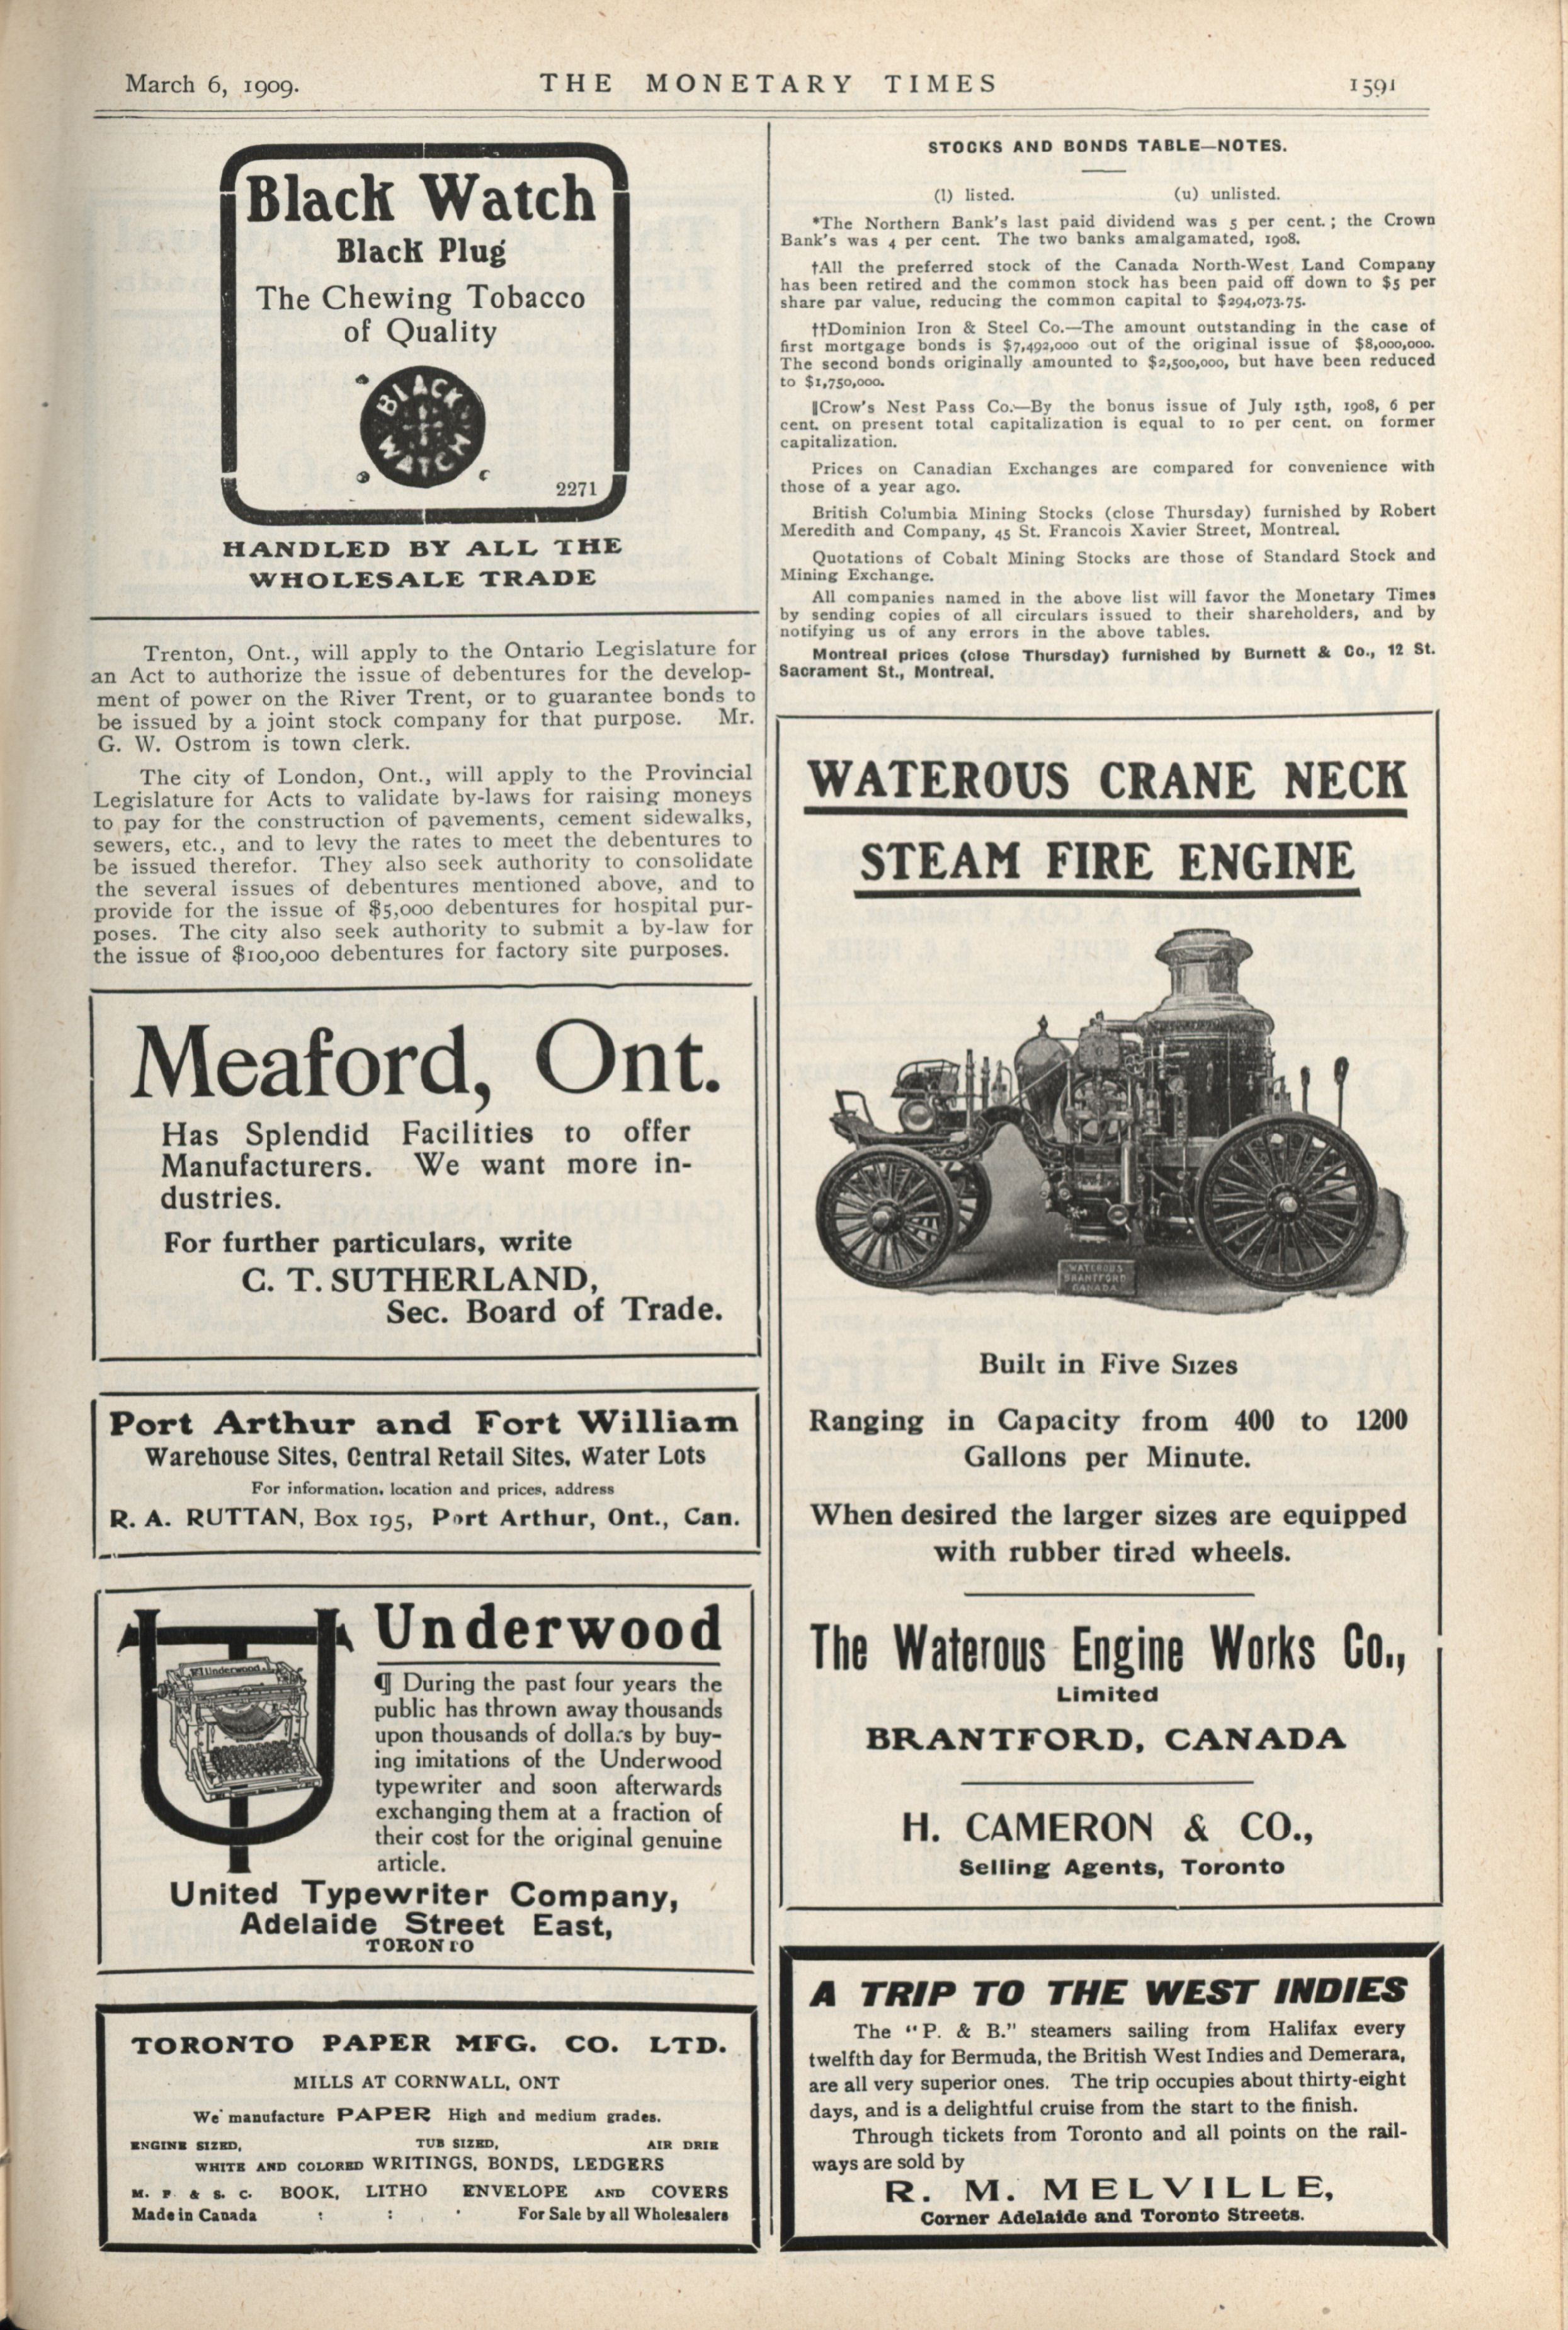 March 6, 1909.
THE MONETARY TIMES
1591
Black Watch
Black Plug
The Chewing Tobacco
of Quality
BLACK
WATCH
2271
HANDLED BY ALL THE
WHOLESALE TRADE
Trenton, Ont., will apply to the Ontario Legislature for
an Act to authorize the issue of debentures for the develop-
ment of power on the River Trent, or to guarantee bonds to
be issued by a joint stock company for that purpose. Mr.
G. W. Ostrom is town clerk.
The city of London, Ont., will apply to the Provincial
Legislature for Acts to validate by-laws for raising moneys
to pay for the construction of pavements, cement sidewalks,
sewers, etc., and to levy the rates to meet the debentures to
be issued therefor. They also seek authority to consolidate
the several issues of debentures mentioned above, and to
provide for the issue of $5,000 debentures for hospital pur-
poses. The city also seek authority to submit a by-law for
the issue of $100,000 debentures for factory site purposes.
Meaford, Ont.
Has Splendid Facilities to offer
Manufacturers. We want more in-
dustries.
For further particulars, write
C. T. SUTHERLAND,
Sec. Board of Trade.
Port Arthur and Fort William
Warehouse Sites, Central Retail Sites, Water Lots
For information, location and prices, address
R. A. RUTTAN, Box 195, Port Arthur, Ont., Can.
Underwood
Underwood
¶ During the past four years the
public has thrown away thousands
upon thousands of dollars by buy-
ing imitations of the Underwood
typewriter and soon afterwards
exchanging them at a fraction of
their cost for the original genuine
article.
United Typewriter Company,
Adelaide Street East,
TORONTO
TORONTO PAPER MFG. CO. LTD.
MILLS AT CORNWALL, ONT
We manufacture PAPER High and medium grades.
ENGINE SIZED, TUB SIZED, AIR DRIE
WHITE AND COLORED WRITINGS, BONDS, LEDGERS
M. F. & S. C. BOOK, LITHO ENVELOPE AND COVERS
Made in Canada : : For Sale by all Wholesalers
STOCKS AND BONDS TABLE—NOTES.
(l) listed. (u) unlisted.
*The Northern Bank's last paid dividend was 5 per cent.; the Crown
Bank's was 4 per cent. The two banks amalgamated, 1908.
†All the preferred stock of the Canada North-West Land Company
has been retired and the common stock has been paid off down to $5 per
share par value, reducing the common capital to $294,073.75.
††Dominion Iron & Steel Co.—The amount outstanding in the case of
first mortgage bonds is $7,492,000 out of the original issue of $8,000,000.
The second bonds originally amounted to $2,500,000, but have been reduced
to $1,750,000.
‖Crow's Nest Pass Co.—By the bonus issue of July 15th, 1908, 6 per
cent. on present total capitalization is equal to 10 per cent. on former
capitalization.
Prices on Canadian Exchanges are compared for convenience with
those of a year ago.
British Columbia Mining Stocks (close Thursday) furnished by Robert
Meredith and Company, 45 St. Francois Xavier Street, Montreal.
Quotations of Cobalt Mining Stocks are those of Standard Stock and
Mining Exchange.
All companies named in the above list will favor the Monetary Times
by sending copies of all circulars issued to their shareholders, and by
notifying us of any errors in the above tables.
Montreal prices (close Thursday) furnished by Burnett & Co., 12 St.
Sacrament St., Montreal.
WATEROUS CRANE NECK
STEAM FIRE ENGINE
WATEROUS
BRANTFORD
CANADA
Built in Five Sizes
Ranging in Capacity from 400 to 1200
Gallons per Minute.
When desired the larger sizes are equipped
with rubber tired wheels.
The Waterous Engine Works Co.,
Limited
BRANTFORD, CANADA
H. CAMERON & CO.,
Selling Agents, Toronto
A TRIP TO THE WEST INDIES
The "P. & B." steamers sailing from Halifax every
twelfth day for Bermuda, the British West Indies and Demerara,
are all very superior ones. The trip occupies about thirty-eight
days, and is a delightful cruise from the start to the finish.
Through tickets from Toronto and all points on the rail-
ways are sold by
R. M. MELVILLE,
Corner Adelaide and Toronto Streets.